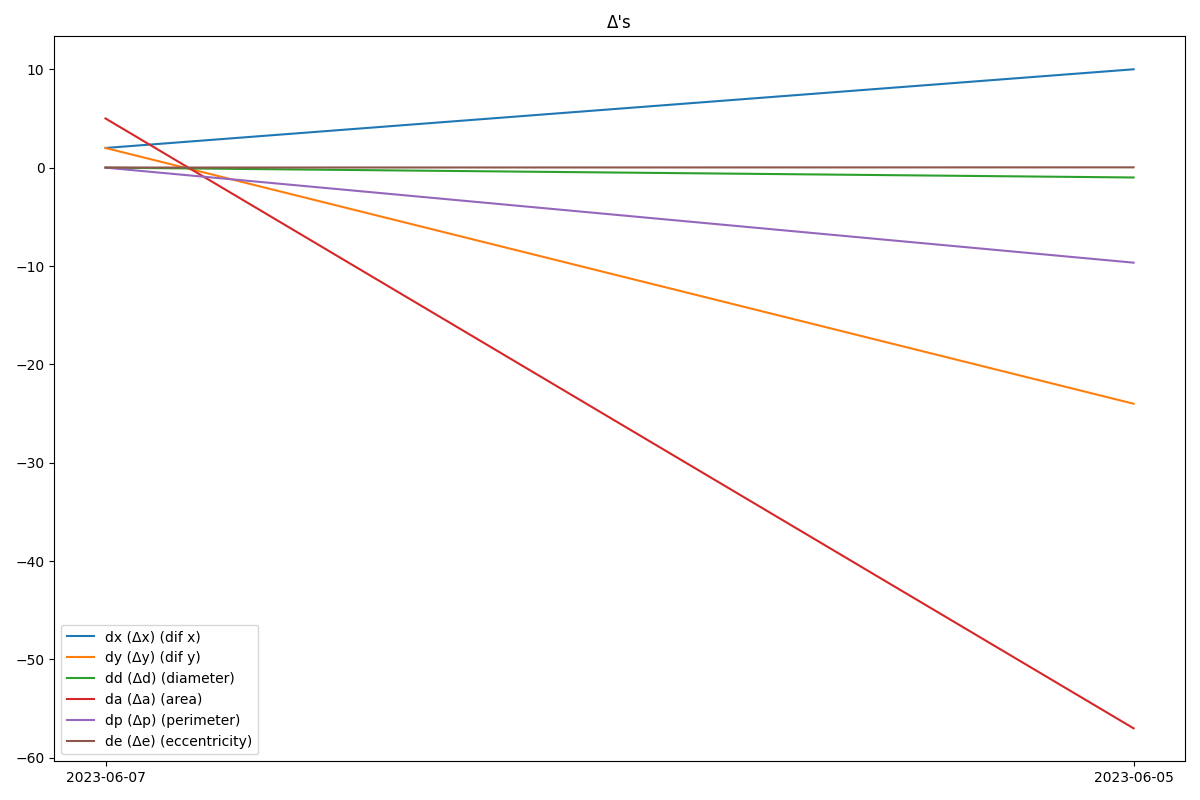 Δ's
10
0
−10
−20
−30
−40
−50
−60
dx (Δx) (dif x)
dy (Δy) (dif y)
dd (Δd) (diameter)
da (Δa) (area)
dp (Δp) (perimeter)
de (Δe) (eccentricity)
2023-06-07
2023-06-05